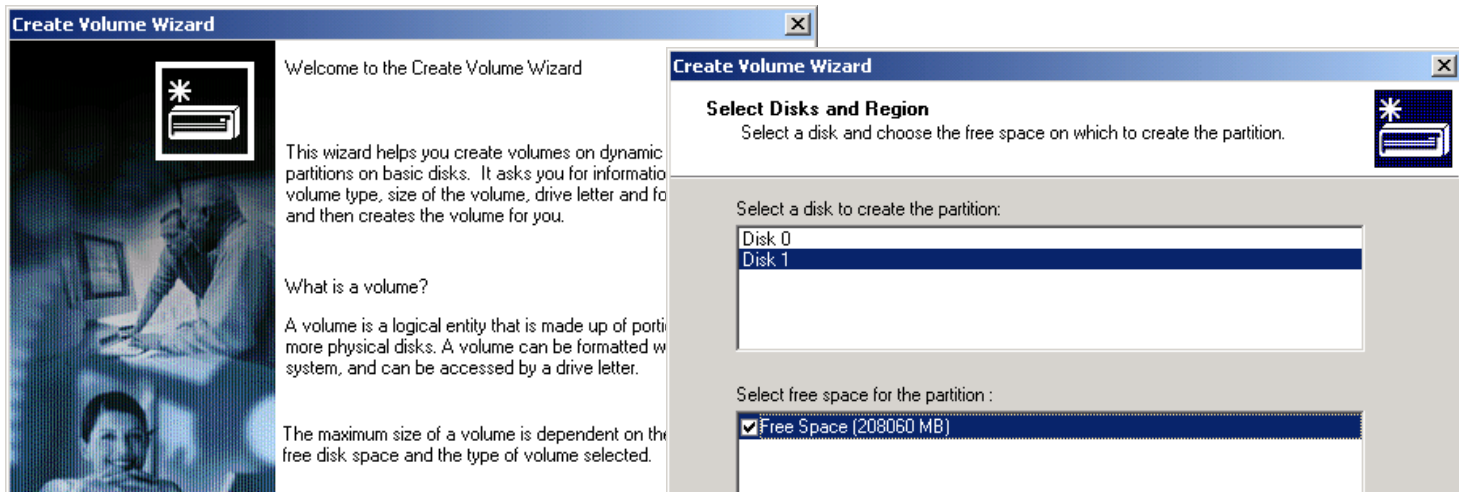 Create Volume Wizard
Welcome to the Create Volume Wizard
This wizard helps you create volumes on dynamic
partitions on basic disks. It asks you for informatio
volume type, size of the volume, drive letter and fo
and then creates the volume for you.
What is a volume?
A volume is a logical entity that is made up of porti
more physical disks. A volume can be formatted w
system, and can be accessed by a drive letter.
The maximum size of a volume is dependent on the
free disk space and the type of volume selected.
Create Volume Wizard
Select Disks and Region
Select a disk and choose the free space on which to create the partition.
Select a disk to create the partition:
Disk 0
Disk 1
Select free space for the partition :
Free Space (208060 MB)